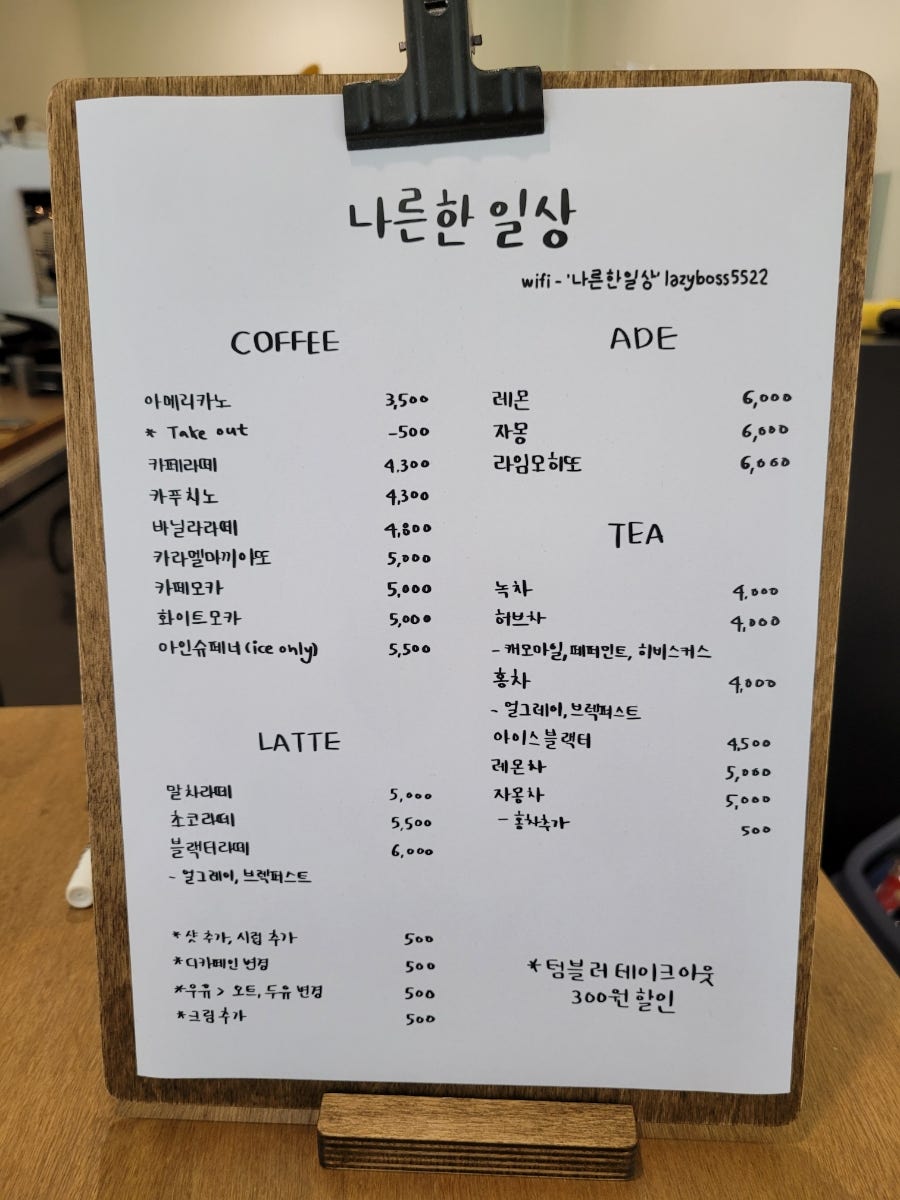 나른한 일상
wifi - '나른한일상' lazyboss5522
COFFEE
아메리카노 3,500
* Take out -500
카페라떼 4,300
카푸치노 4,300
바닐라라떼 4,800
카라멜마끼아또 5,000
카페모카 5,000
화이트모카 5,000
아인슈페너 (ice only) 5,500
LATTE
말차라떼 5,000
초코라떼 5,500
블랙티라떼 6,000
- 얼그레이, 브렉퍼스트
* 샷 추가, 시럽 추가 500
* 디카페인 변경 500
* 우유 > 오트, 두유 변경 500
* 크림 추가 500
ADE
레몬 6,000
자몽 6,000
라임모히또 6,000
TEA
녹차 4,000
허브차 4,000
- 캐모마일, 페퍼민트, 히비스커스
홍차 4,000
- 얼그레이, 브렉퍼스트
아이스블랙티 4,500
레몬차 5,000
자몽차 5,000
- 홍차추가 500
* 텀블러 테이크아웃
300원 할인